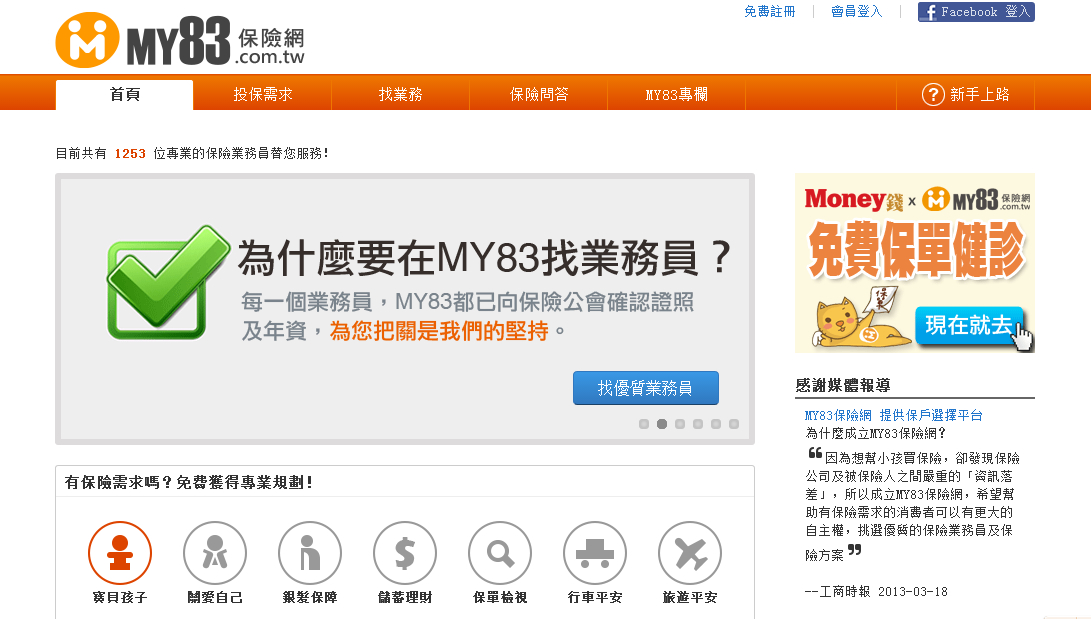 免費註冊
會員登入
Facebook 登入
MY83 保險網
.com.tw
首頁
投保需求
找業務
保險問答
MY83專欄
? 新手上路
目前共有 1253 位專業的保險業務員替您服務！
為什麼要在MY83找業務員？
每一個業務員，MY83都已向保險公會確認證照
及年資，為您把關是我們的堅持。
找優質業務員
Money錢 x MY83 保險網
.com.tw
免費保單健診
保單
現在就去
感謝媒體報導
MY83保險網 提供保戶選擇平台
為什麼成立MY83保險網？
“因為想幫小孩買保險，卻發現保險
公司及被保險人之間嚴重的「資訊落
差」，所以成立MY83保險網，希望幫
助有保險需求的消費者可以有更大的
自主權，挑選優質的保險業務員及保
險方案”
--工商時報 2013-03-18
有保險需求嗎？免費獲得專業規劃！
寶貝孩子
關愛自己
銀髮保障
儲蓄理財
保單檢視
行車平安
旅遊平安